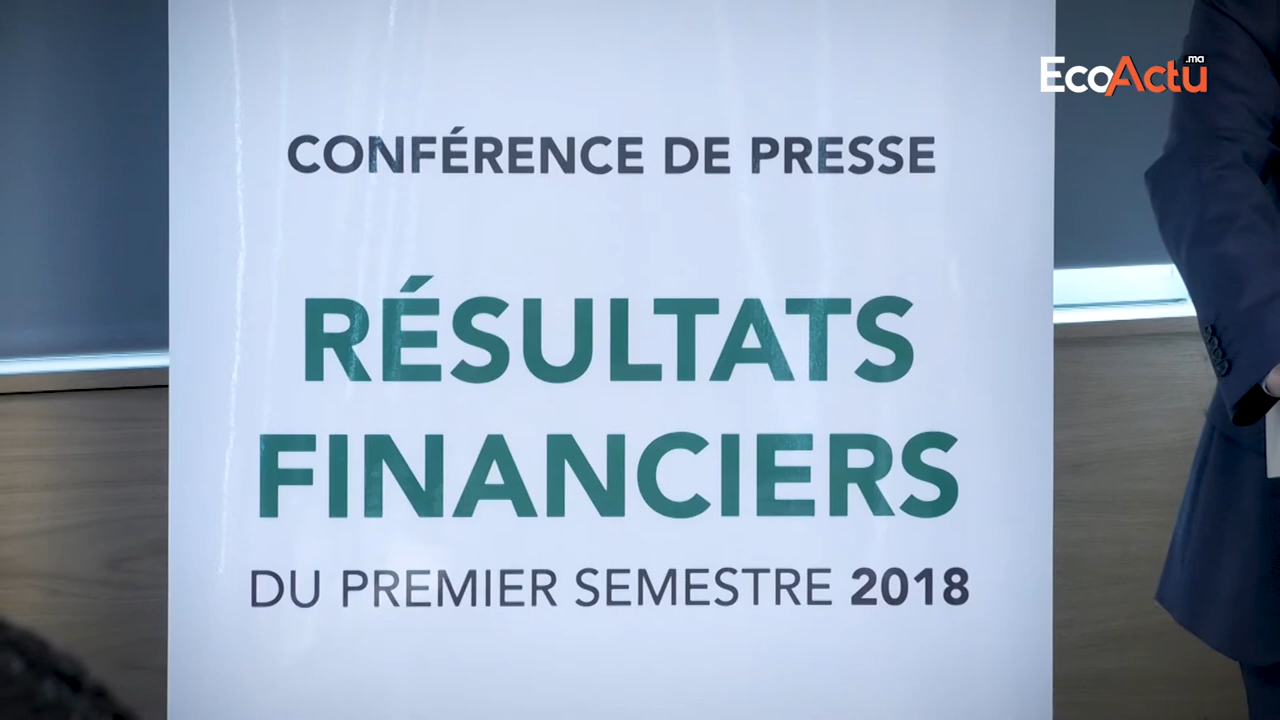 EcoActu.ma
CONFÉRENCE DE PRESSE
RÉSULTATS
FINANCIERS
DU PREMIER SEMESTRE 2018